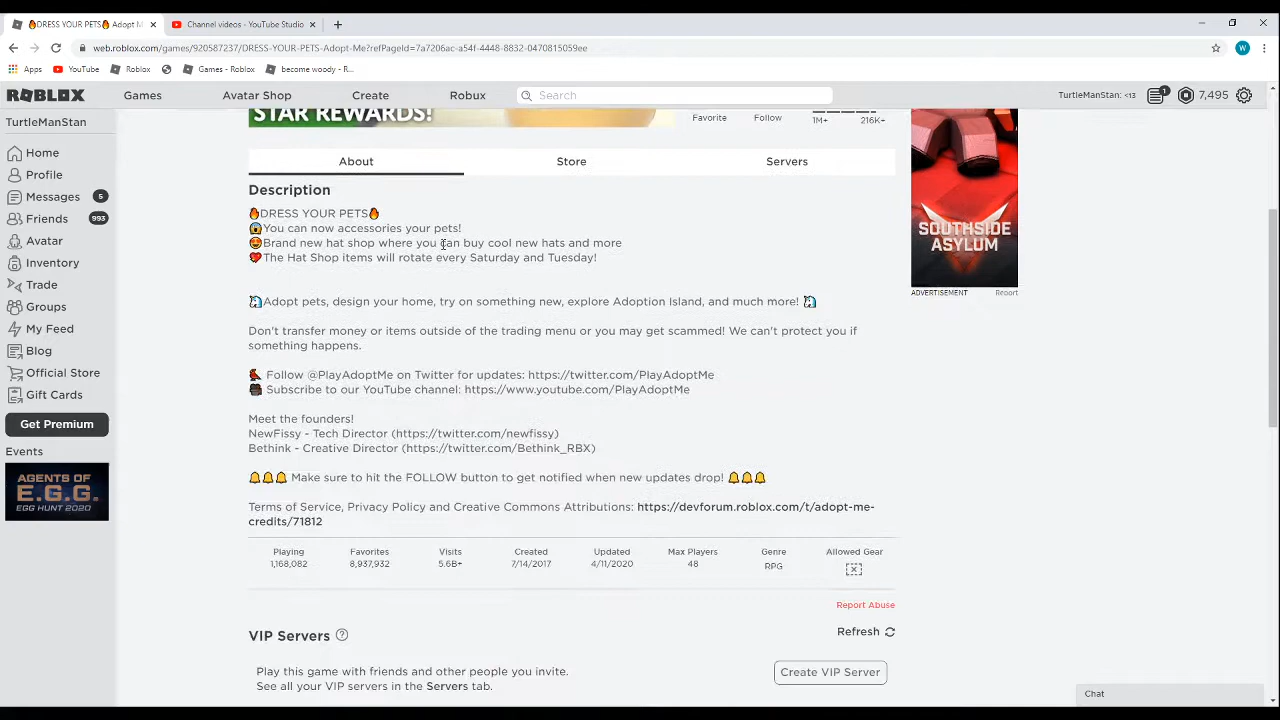 🔥DRESS YOUR PETS🔥 Adopt M
Channel videos - YouTube Studio
web.roblox.com/games/920587237/DRESS-YOUR-PETS-Adopt-Me?refPageId=7a7206ac-a54f-4448-8832-0470815059ee
W
Apps YouTube Roblox Games - Roblox become woody - R...
ROBLOX Games Avatar Shop Create Robux Search TurtleManStan: <13 1 7,495
TurtleManStan
Home
Profile
Messages 5
Friends 993
Avatar
Inventory
Trade
Groups
My Feed
Blog
Official Store
Gift Cards
Get Premium
Events
AGENTS OF
E.G.G.
EGG HUNT 2020
STAR REWARDS!
Favorite Follow 1M+ 216K+
About Store Servers
Description
🔥DRESS YOUR PETS🔥
😱You can now accessories your pets!
🤩Brand new hat shop where you can buy cool new hats and more
💖The Hat Shop items will rotate every Saturday and Tuesday!
🦄Adopt pets, design your home, try on something new, explore Adoption Island, and much more! 🦄
Don't transfer money or items outside of the trading menu or you may get scammed! We can't protect you if
something happens.
Follow @PlayAdoptMe on Twitter for updates: https://twitter.com/PlayAdoptMe
Subscribe to our YouTube channel: https://www.youtube.com/PlayAdoptMe
Meet the founders!
NewFissy - Tech Director (https://twitter.com/newfissy)
Bethink - Creative Director (https://twitter.com/Bethink_RBX)
🔔🔔🔔 Make sure to hit the FOLLOW button to get notified when new updates drop! 🔔🔔🔔
Terms of Service, Privacy Policy and Creative Commons Attributions: https://devforum.roblox.com/t/adopt-me-
credits/71812
Playing Favorites Visits Created Updated Max Players Genre Allowed Gear
1,168,082 8,937,932 5.6B+ 7/14/2017 4/11/2020 48 RPG
Report Abuse
VIP Servers
Refresh
Play this game with friends and other people you invite.
See all your VIP servers in the Servers tab.
Create VIP Server
SOUTHSIDE
ASYLUM
ADVERTISEMENT Report
Chat